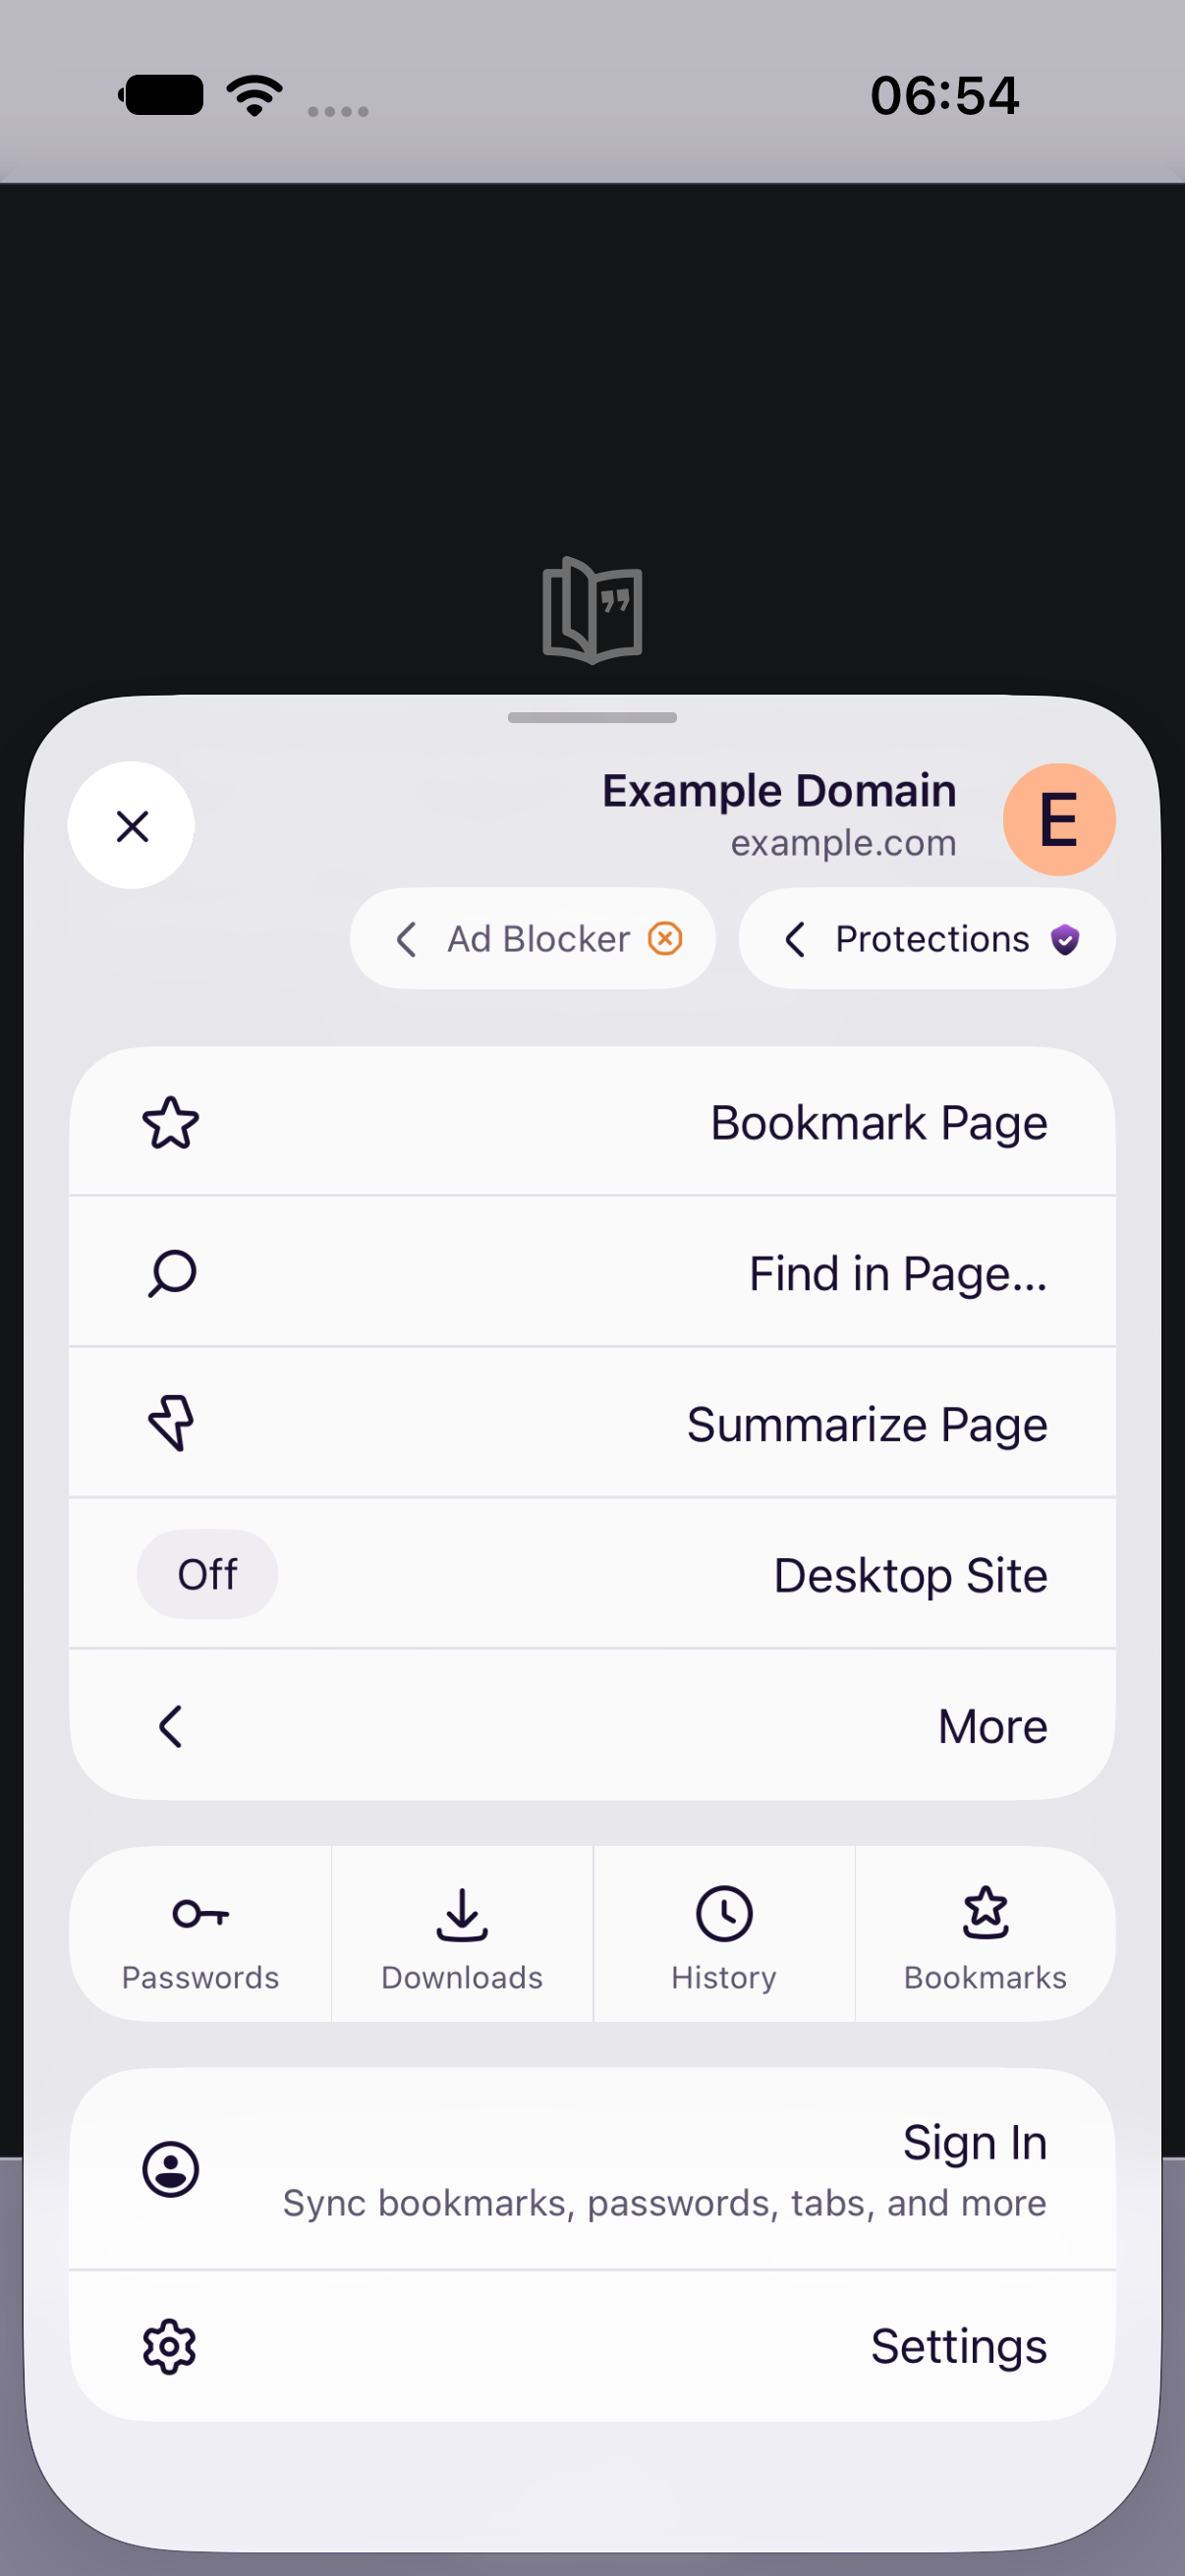 06:54
Example Domain
example.com
E
Protections
Ad Blocker
Bookmark Page
Find in Page...
Summarize Page
Desktop Site
Off
More
Passwords
Downloads
History
Bookmarks
Sign In
Sync bookmarks, passwords, tabs, and more
Settings